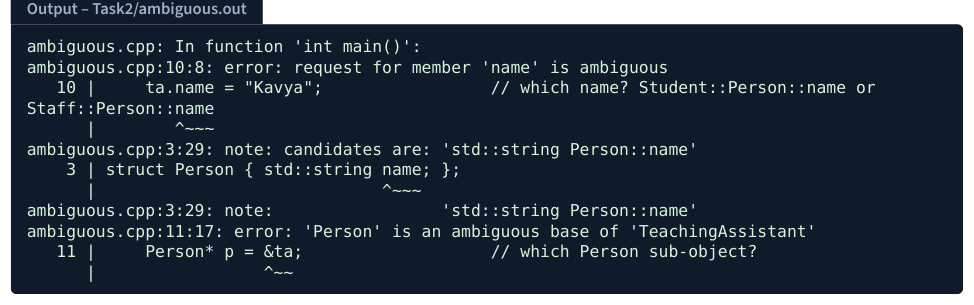 Output – Task2/ambiguous.out
ambiguous.cpp: In function 'int main()':
ambiguous.cpp:10:8: error: request for member 'name' is ambiguous
   10 |     ta.name = "Kavya";                 // which name? Student::Person::name or
Staff::Person::name
      |        ^~~~
ambiguous.cpp:3:29: note: candidates are: 'std::string Person::name'
    3 | struct Person { std::string name; };
      |                             ^~~~
ambiguous.cpp:3:29: note:                 'std::string Person::name'
ambiguous.cpp:11:17: error: 'Person' is an ambiguous base of 'TeachingAssistant'
   11 |     Person* p = &ta;                   // which Person sub-object?
      |                 ^~~